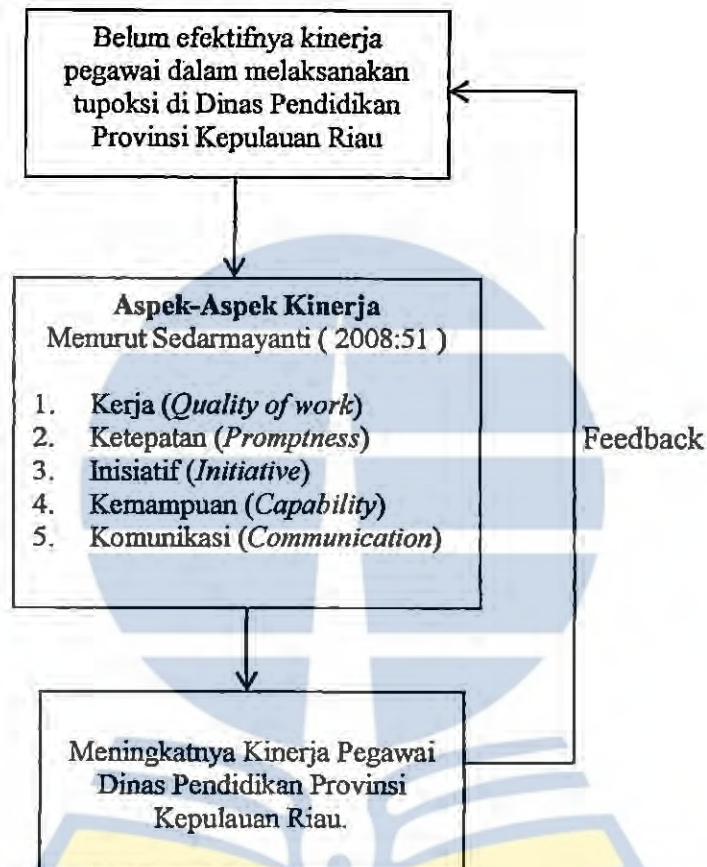 Belum efektifnya kinerja
pegawai dalam melaksanakan
tupoksi di Dinas Pendidikan
Provinsi Kepulauan Riau
Aspek-Aspek Kinerja
Menurut Sedarmayanti ( 2008:51 )
1. Kerja (Quality of work)
2. Ketepatan (Promptness)
3. Inisiatif (Initiative)
4. Kemampuan (Capability)
5. Komunikasi (Communication)
Feedback
Meningkatnya Kinerja Pegawai
Dinas Pendidikan Provinsi
Kepulauan Riau.